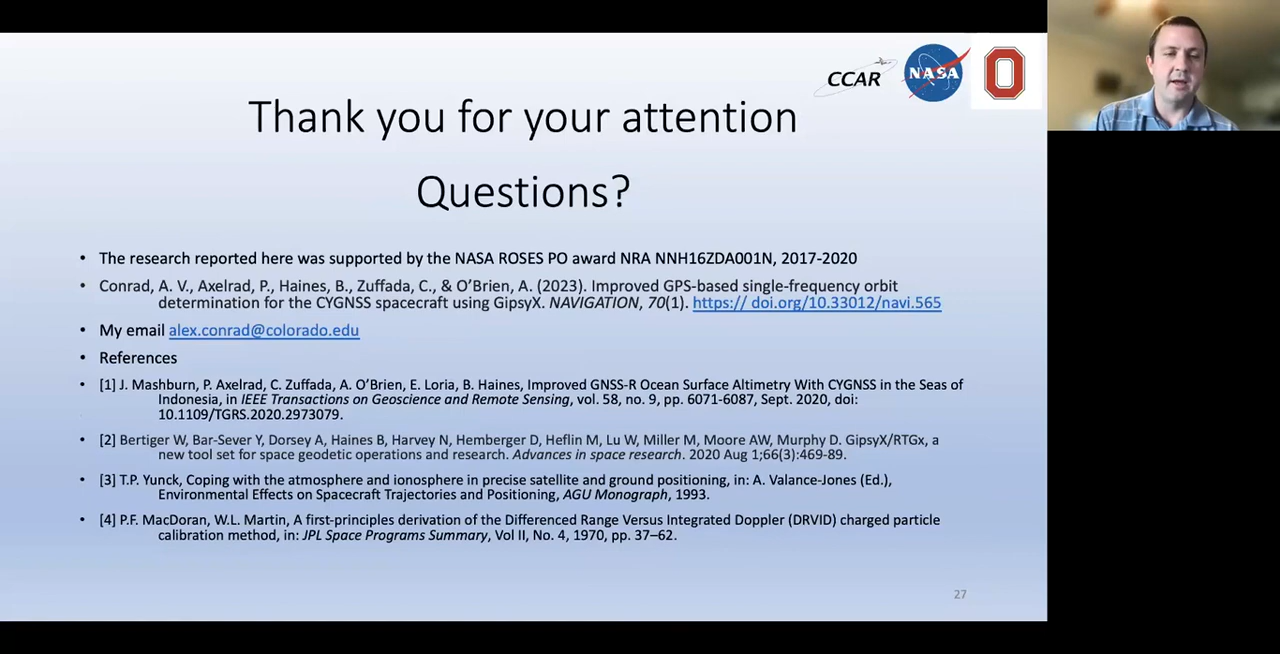 CCAR
NASA
Thank you for your attention
Questions?
• The research reported here was supported by the NASA ROSES PO award NRA NNH16ZDA001N, 2017-2020
• Conrad, A. V., Axelrad, P., Haines, B., Zuffada, C., & O’Brien, A. (2023). Improved GPS-based single-frequency orbit
determination for the CYGNSS spacecraft using GipsyX. NAVIGATION, 70(1). https:// doi.org/10.33012/navi.565
• My email alex.conrad@colorado.edu
• References
• [1] J. Mashburn, P. Axelrad, C. Zuffada, A. O’Brien, E. Loria, B. Haines, Improved GNSS-R Ocean Surface Altimetry With CYGNSS in the Seas of
Indonesia, in IEEE Transactions on Geoscience and Remote Sensing, vol. 58, no. 9, pp. 6071-6087, Sept. 2020, doi:
10.1109/TGRS.2020.2973079.
• [2] Bertiger W, Bar-Sever Y, Dorsey A, Haines B, Harvey N, Hemberger D, Heflin M, Lu W, Miller M, Moore AW, Murphy D. GipsyX/RTGx, a
new tool set for space geodetic operations and research. Advances in space research. 2020 Aug 1;66(3):469-89.
• [3] T.P. Yunck, Coping with the atmosphere and ionosphere in precise satellite and ground positioning, in: A. Valance-Jones (Ed.),
Environmental Effects on Spacecraft Trajectories and Positioning, AGU Monograph, 1993.
• [4] P.F. MacDoran, W.L. Martin, A first-principles derivation of the Differenced Range Versus Integrated Doppler (DRVID) charged particle
calibration method, in: JPL Space Programs Summary, Vol II, No. 4, 1970, pp. 37–62.
27